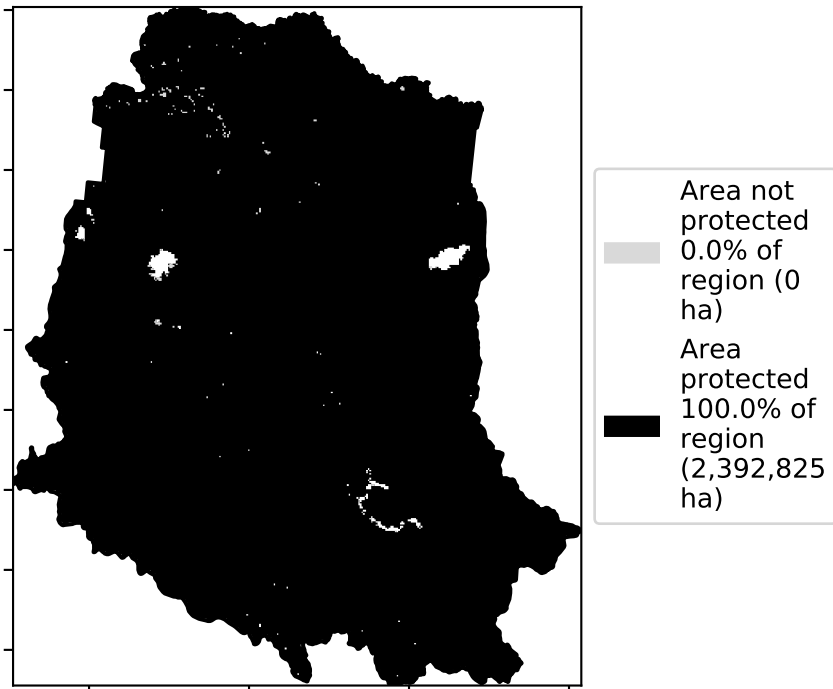 Area not
protected
0.0% of
region (0
ha)
Area
protected
100.0% of
region
(2,392,825
ha)